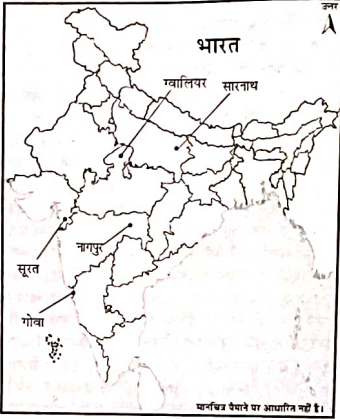 उत्तर
भारत
ग्वालियर
सारनाथ
नागपुर
सूरत
गोवा
मानचित्र पैमाने पर आधारित नहीं है।